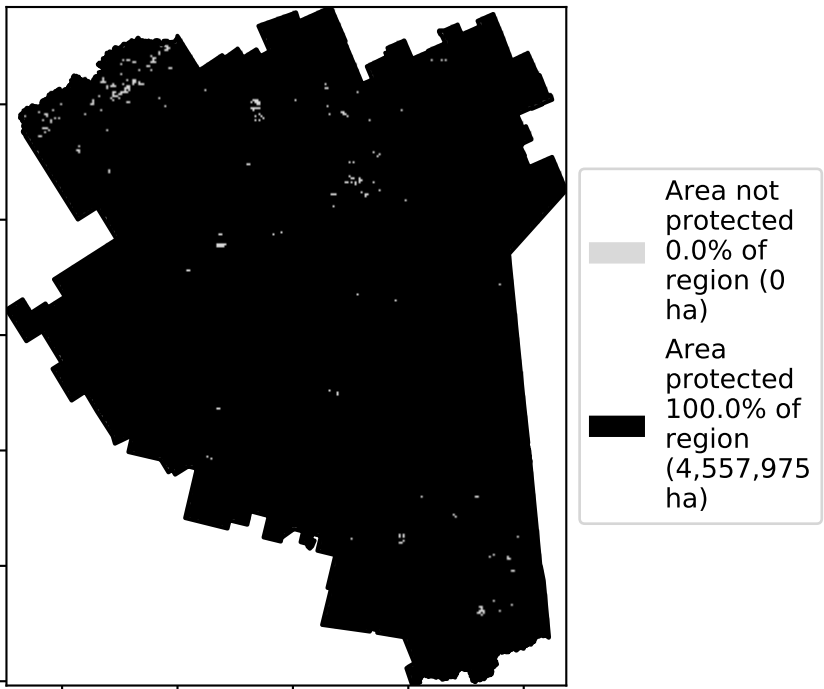 Area not
protected
0.0% of
region (0
ha)
Area
protected
100.0% of
region
(4,557,975
ha)